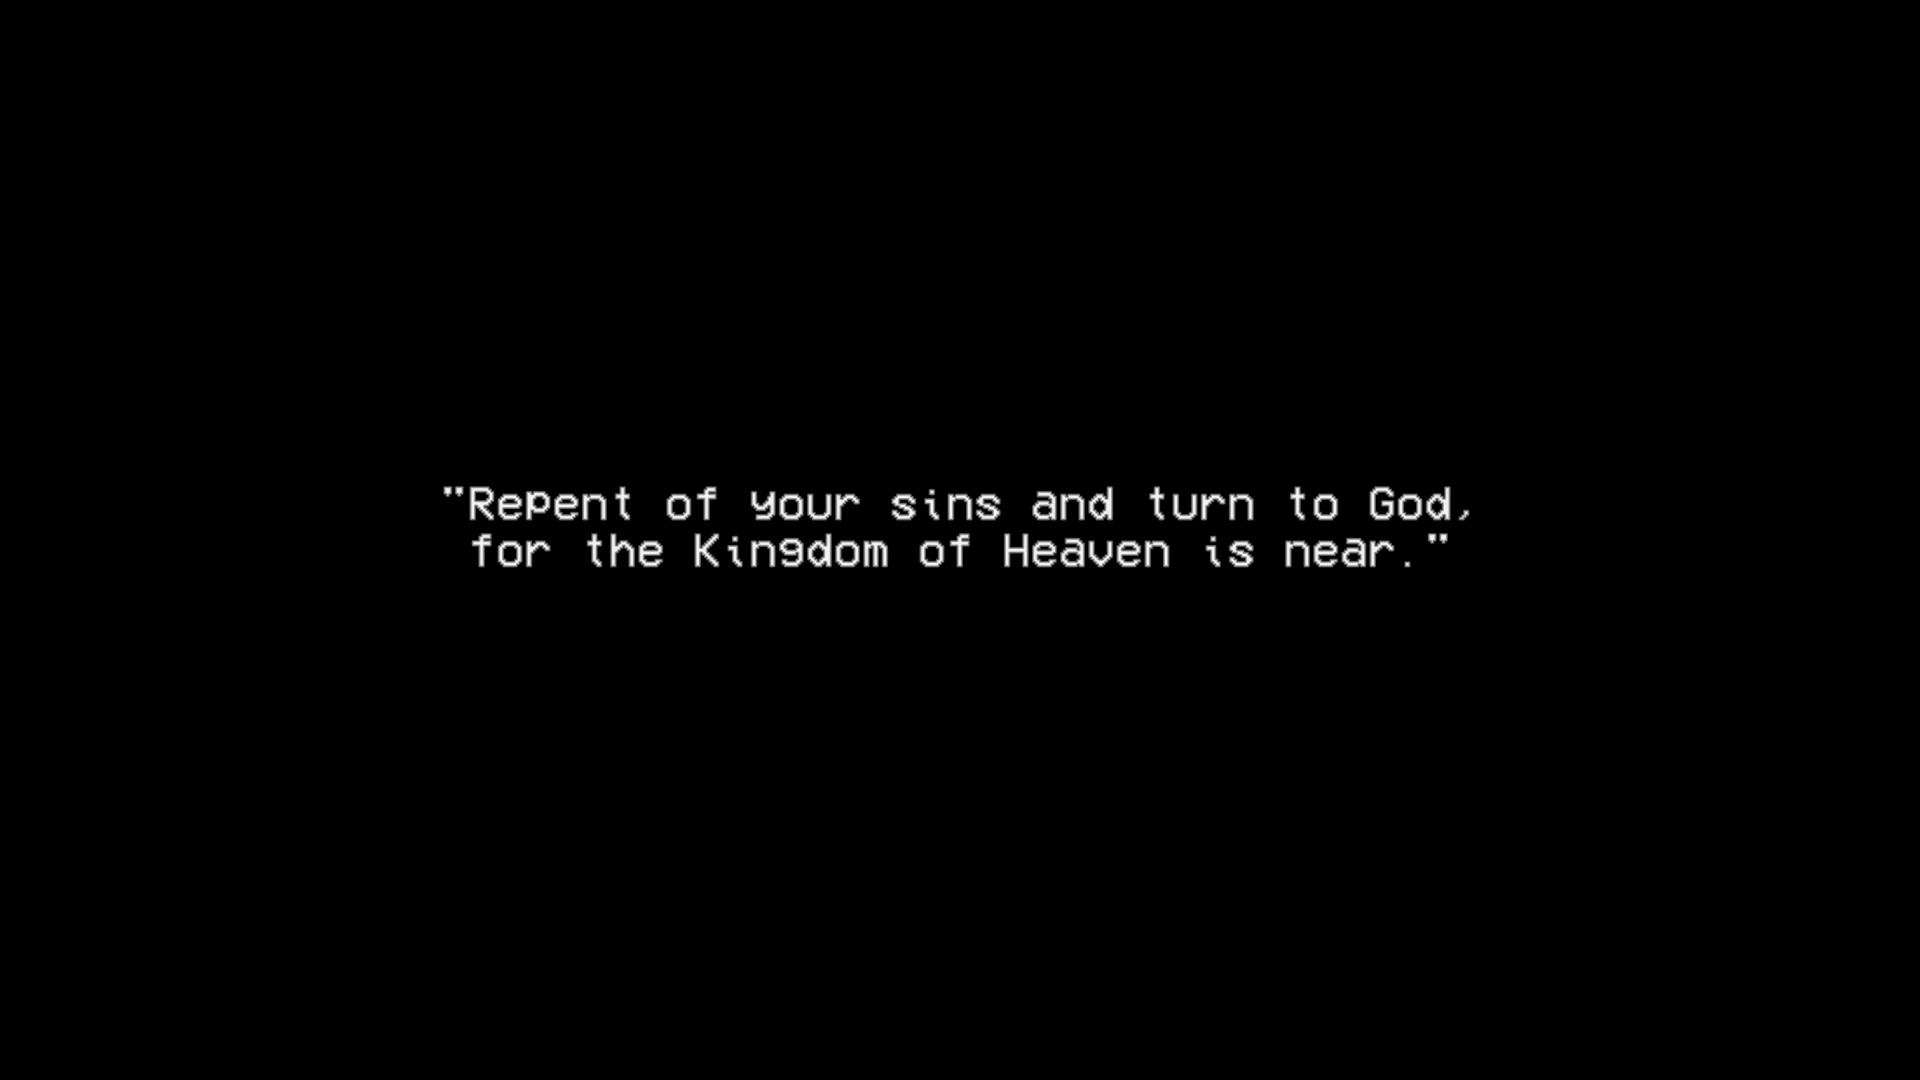 "Repent of your sins and turn to God,
for the Kingdom of Heaven is near."